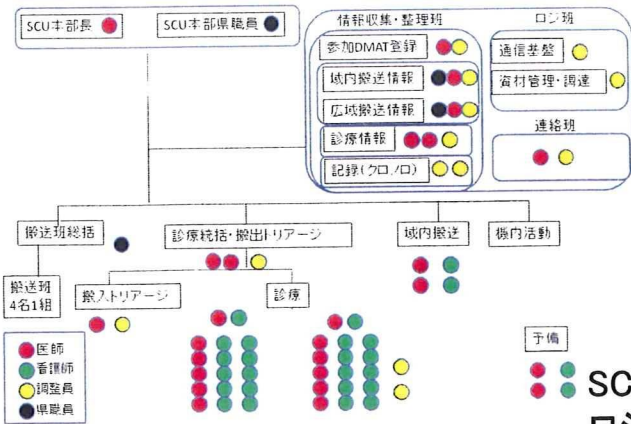 SCU本部長
SCU本部県職員
情報収集・整理班
参加DMAT登録
域内搬送情報
広域搬送情報
診療情報
記録(クロノロ)
ロジ班
通信基盤
資材管理・調達
連絡班
搬送班総括
搬送班
4名1組
診療統括・搬出トリアージ
搬入トリアージ
診療
域内搬送
機内活動
予備
医師
看護師
調整員
県職員
SC